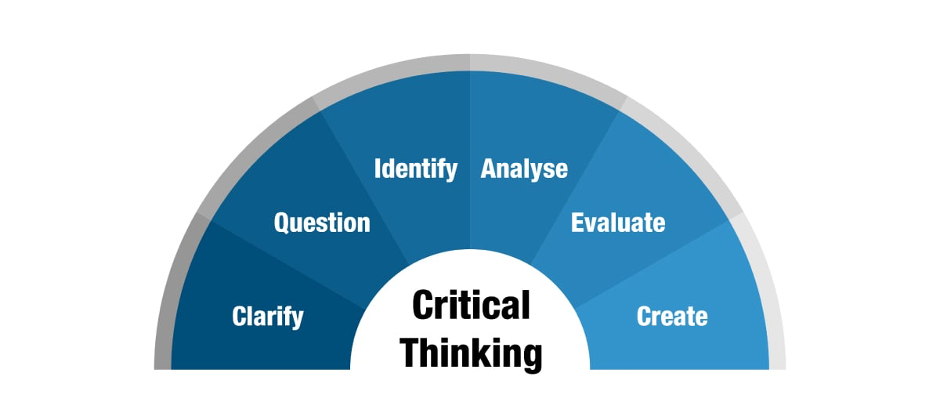 Clarify
Question
Identify
Analyse
Evaluate
Create
Critical
Thinking